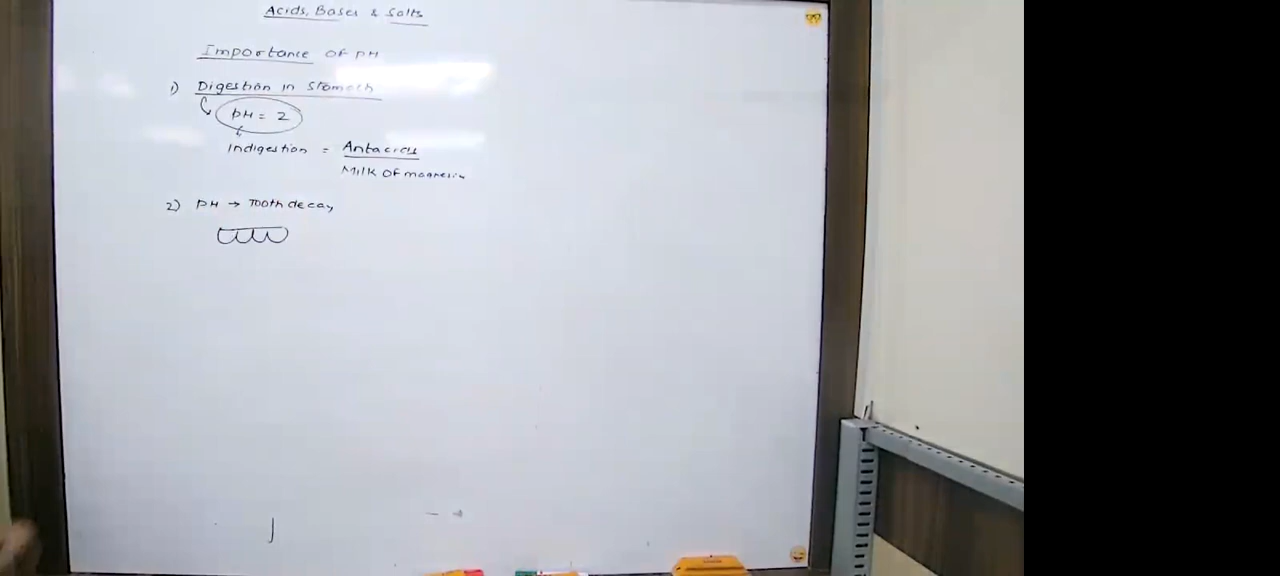 Acids, Bases & Salts
Importance OF PH
1) Digestion in Stomach
PH = 2
Indigestion = Antacids
Milk OF magnesia
2) PH → Tooth decay